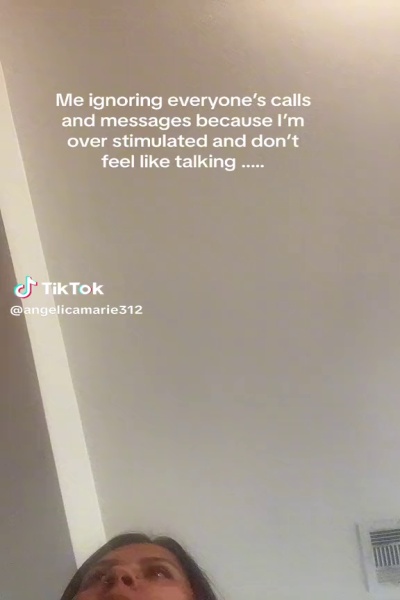 Me ignoring everyone's calls
and messages because I'm
over stimulated and don't
feel like talking .....
TikTok
@angelicamarie312